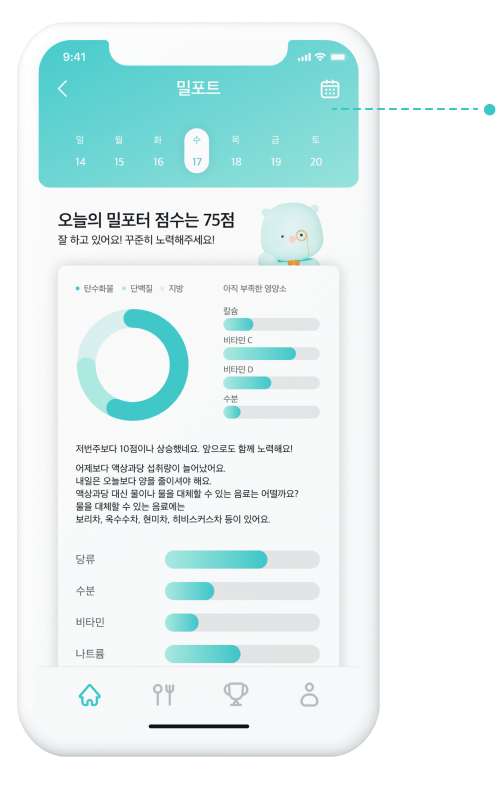 9:41
밀포트
일 월 화 수 목 금 토
14 15 16 17 18 19 20
오늘의 밀포터 점수는 75점
잘 하고 있어요! 꾸준히 노력해주세요!
탄수화물 단백질 지방
아직 부족한 영양소
칼슘
비타민 C
비타민 D
수분
저번주보다 10점이나 상승했네요. 앞으로도 함께 노력해요!
어제보다 액상과당 섭취량이 늘어났어요.
내일은 오늘보다 양을 줄이셔야 해요.
액상과당 대신 물이나 물을 대체할 수 있는 음료는 어떨까요?
물을 대체할 수 있는 음료에는
보리차, 옥수수차, 현미차, 히비스커스차 등이 있어요.
당류
수분
비타민
나트륨